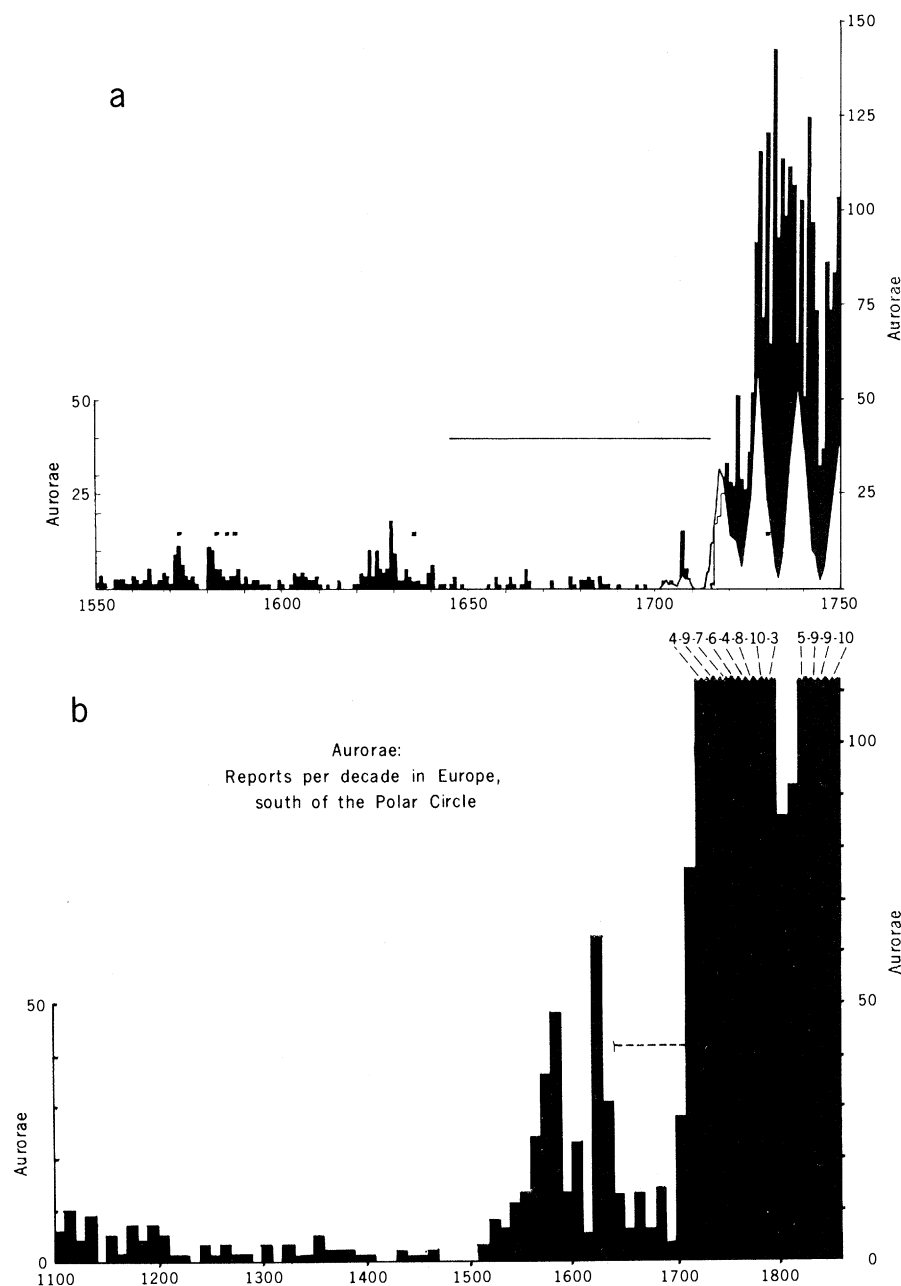 a
150
125
100
75
50
25
Aurorae
50
25
Aurorae
1550 1600 1650 1700 1750
4-9-7-6-4-8-10-3 5-9-9-10
b
Aurorae:
Reports per decade in Europe,
south of the Polar Circle
100
50
0
Aurorae
50
0
Aurorae
1100 1200 1300 1400 1500 1600 1700 1800